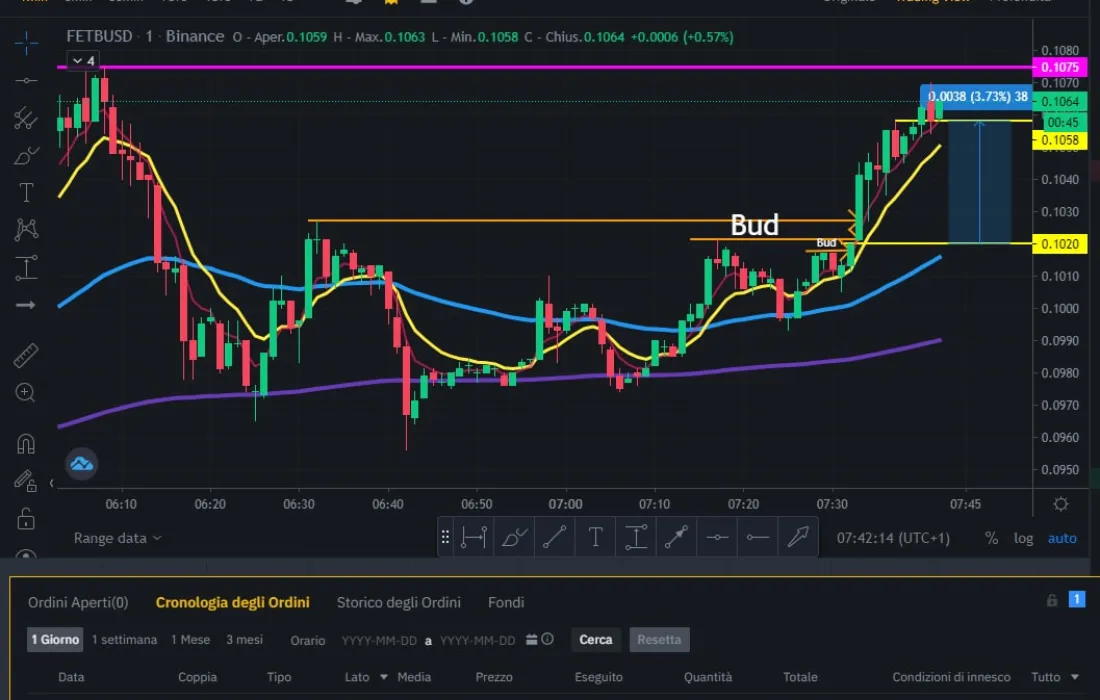 FETBUSD · 1 · Binance O - Aper.0.1059 H - Max.0.1063 L - Min.0.1058 C - Chius.0.1064 +0.0006 (+0.57%)
4
0.1080
0.1075
0.1070
0.0038 (3.73%) 38
0.1064
00:45
0.1058
0.1040
0.1030
Bud
Bud
0.1020
0.1010
0.1000
0.0990
0.0980
0.0970
0.0960
0.0950
06:10 06:20 06:30 06:40 06:50 07:00 07:10 07:20 07:30 07:45
Range data 07:42:14 (UTC+1) % log auto
Ordini Aperti(0) Cronologia degli Ordini Storico degli Ordini Fondi 1
1 Giorno 1 settimana 1 Mese 3 mesi Orario YYYY-MM-DD a YYYY-MM-DD Cerca Resetta
Data Coppia Tipo Lato Media Prezzo Eseguito Quantità Totale Condizioni di innesco Tutto